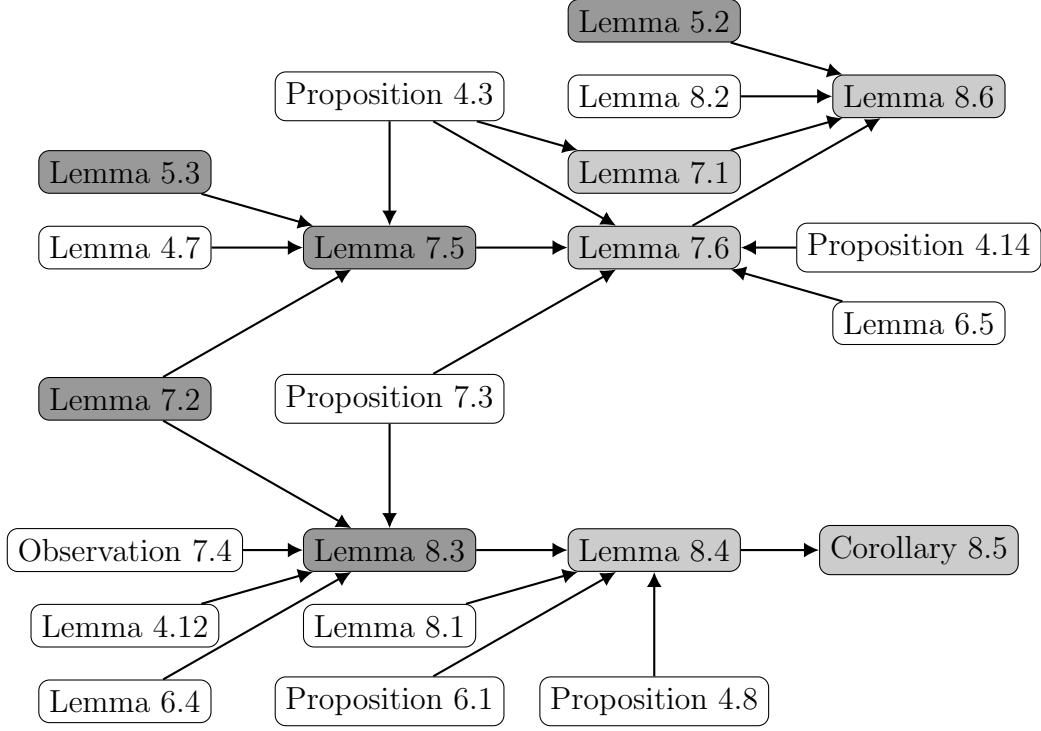 Lemma 5.2
Proposition 4.3
Lemma 8.2
Lemma 8.6
Lemma 5.3
Lemma 7.1
Lemma 4.7
Lemma 7.5
Lemma 7.6
Proposition 4.14
Lemma 6.5
Lemma 7.2
Proposition 7.3
Observation 7.4
Lemma 8.3
Lemma 8.4
Corollary 8.5
Lemma 4.12
Lemma 8.1
Lemma 6.4
Proposition 6.1
Proposition 4.8